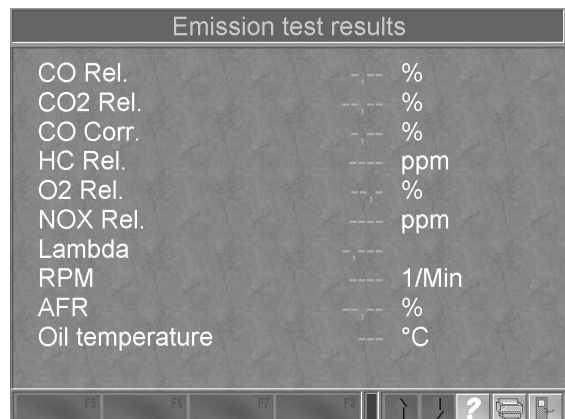 Emission test results
CO Rel. -,-- %
CO2 Rel. --,-- %
CO Corr. -,-- %
HC Rel. ---- ppm
O2 Rel. --,- %
NOX Rel. ---- ppm
Lambda -,---
RPM ---- 1/Min
AFR --,-- %
Oil temperature --- °C
F5 F6 F7 F8 ?